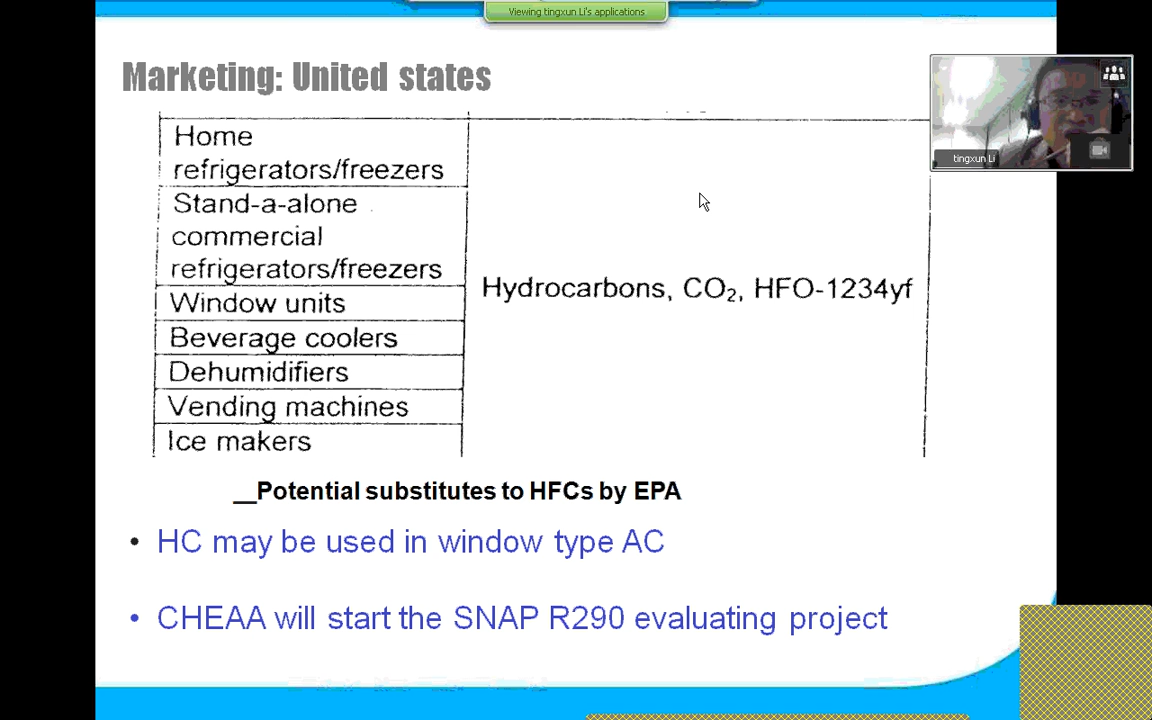 Viewing tingxun Li's applications
Marketing: United states
tingxun Li
Home
refrigerators/freezers
Stand-a-alone
commercial
refrigerators/freezers
Window units
Beverage coolers
Dehumidifiers
Vending machines
Ice makers
Hydrocarbons, CO₂, HFO-1234yf
__Potential substitutes to HFCs by EPA
• HC may be used in window type AC
• CHEAA will start the SNAP R290 evaluating project